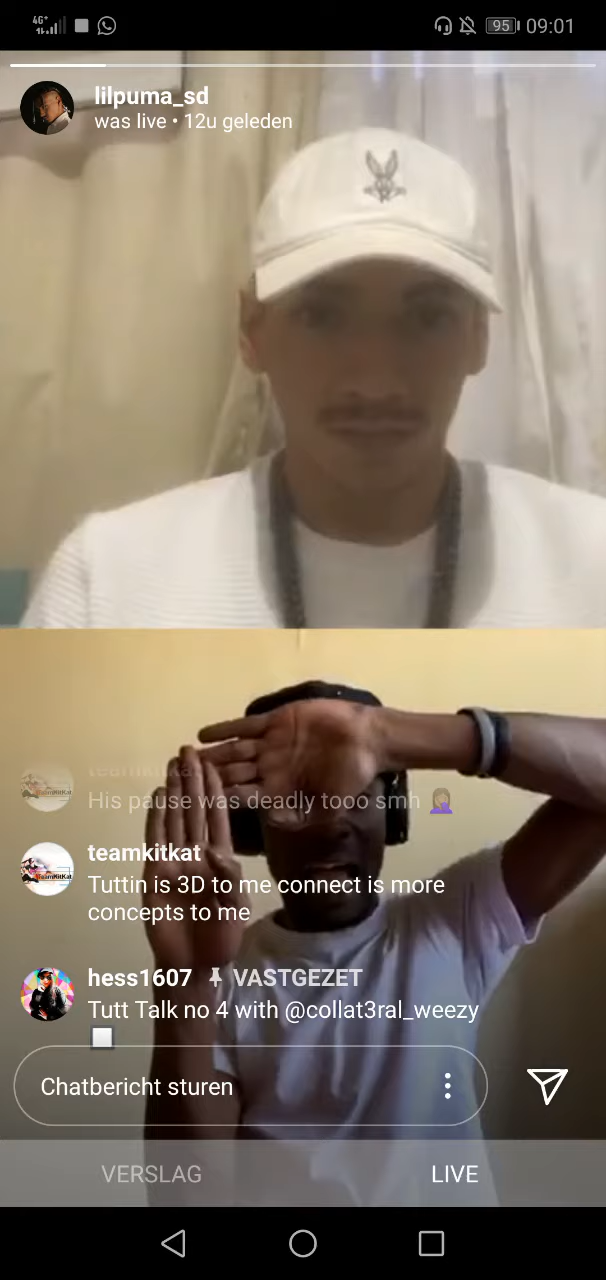 4G+
95 09:01
lilpuma_sd
was live • 12u geleden
teamkitkat
His pause was deadly tooo smh 🤦🏼‍♀️
teamkitkat
Tuttin is 3D to me connect is more
concepts to me
hess1607 📌 VASTGEZET
Tutt Talk no 4 with @collat3ral_weezy
Chatbericht sturen
VERSLAG LIVE